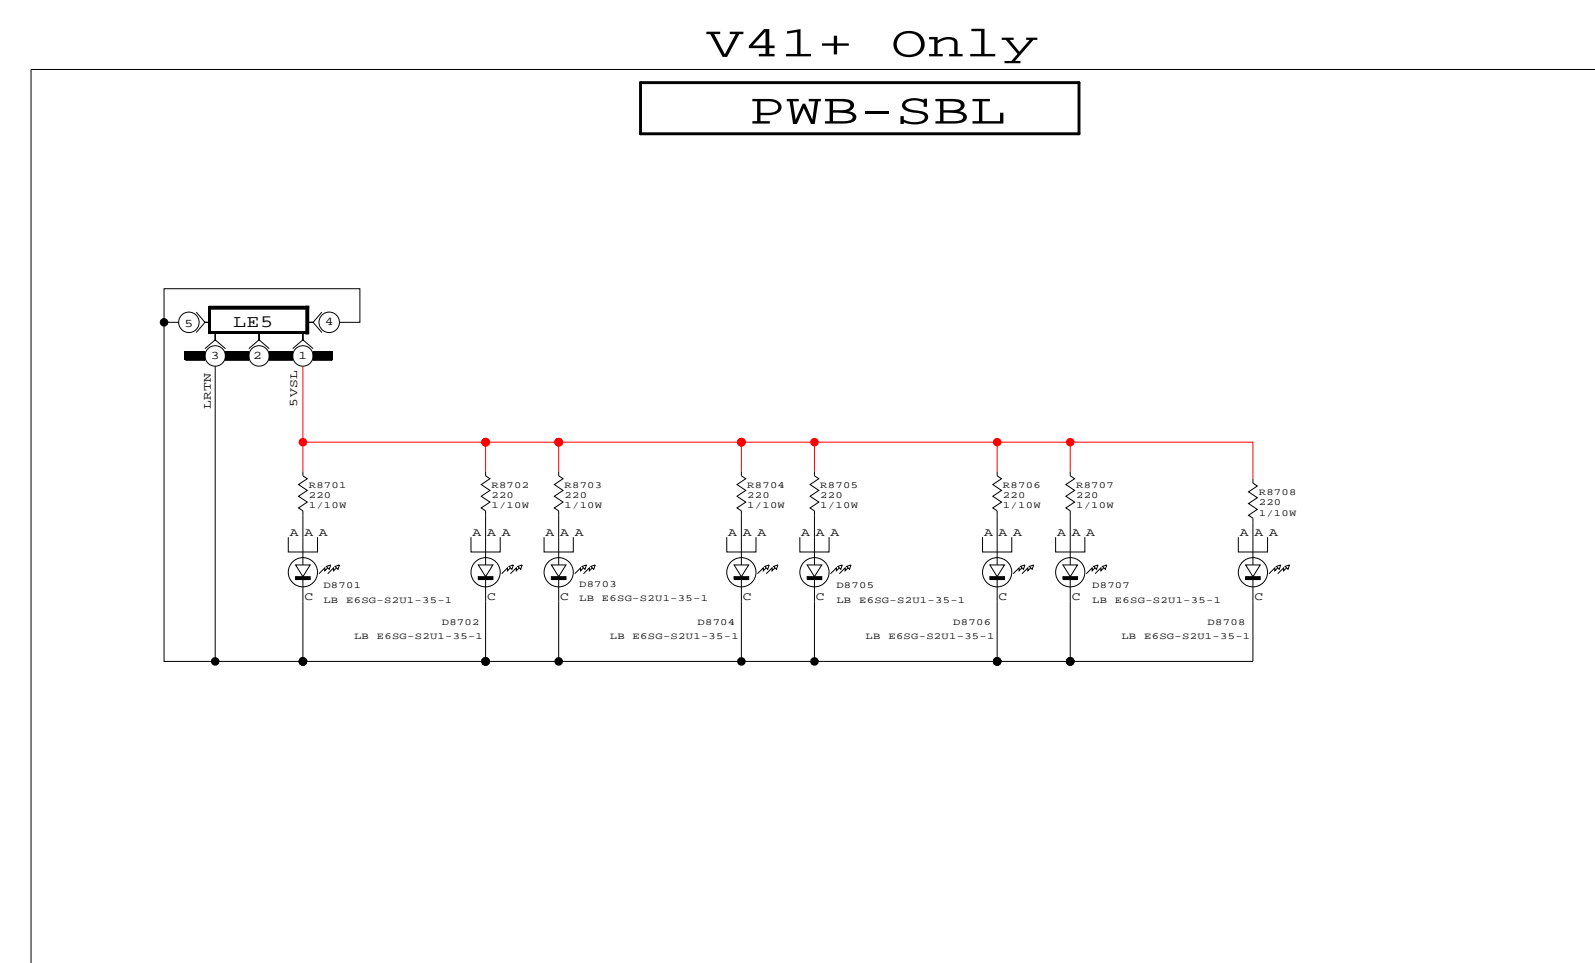 V41+ Only
PWB-SBL
5 LE5 4
3 2 1
LRTN
5VSL
R8701
220
1/10W
R8702
220
1/10W
R8703
220
1/10W
R8704
220
1/10W
R8705
220
1/10W
R8706
220
1/10W
R8707
220
1/10W
R8708
220
1/10W
A A A
A A A
A A A
A A A
A A A
A A A
A A A
A A A
C
D8701
LB E6SG-S2U1-35-1
C
D8702
LB E6SG-S2U1-35-1
C
D8703
LB E6SG-S2U1-35-1
C
D8704
LB E6SG-S2U1-35-1
C
D8705
LB E6SG-S2U1-35-1
C
D8706
LB E6SG-S2U1-35-1
C
D8707
LB E6SG-S2U1-35-1
C
D8708
LB E6SG-S2U1-35-1